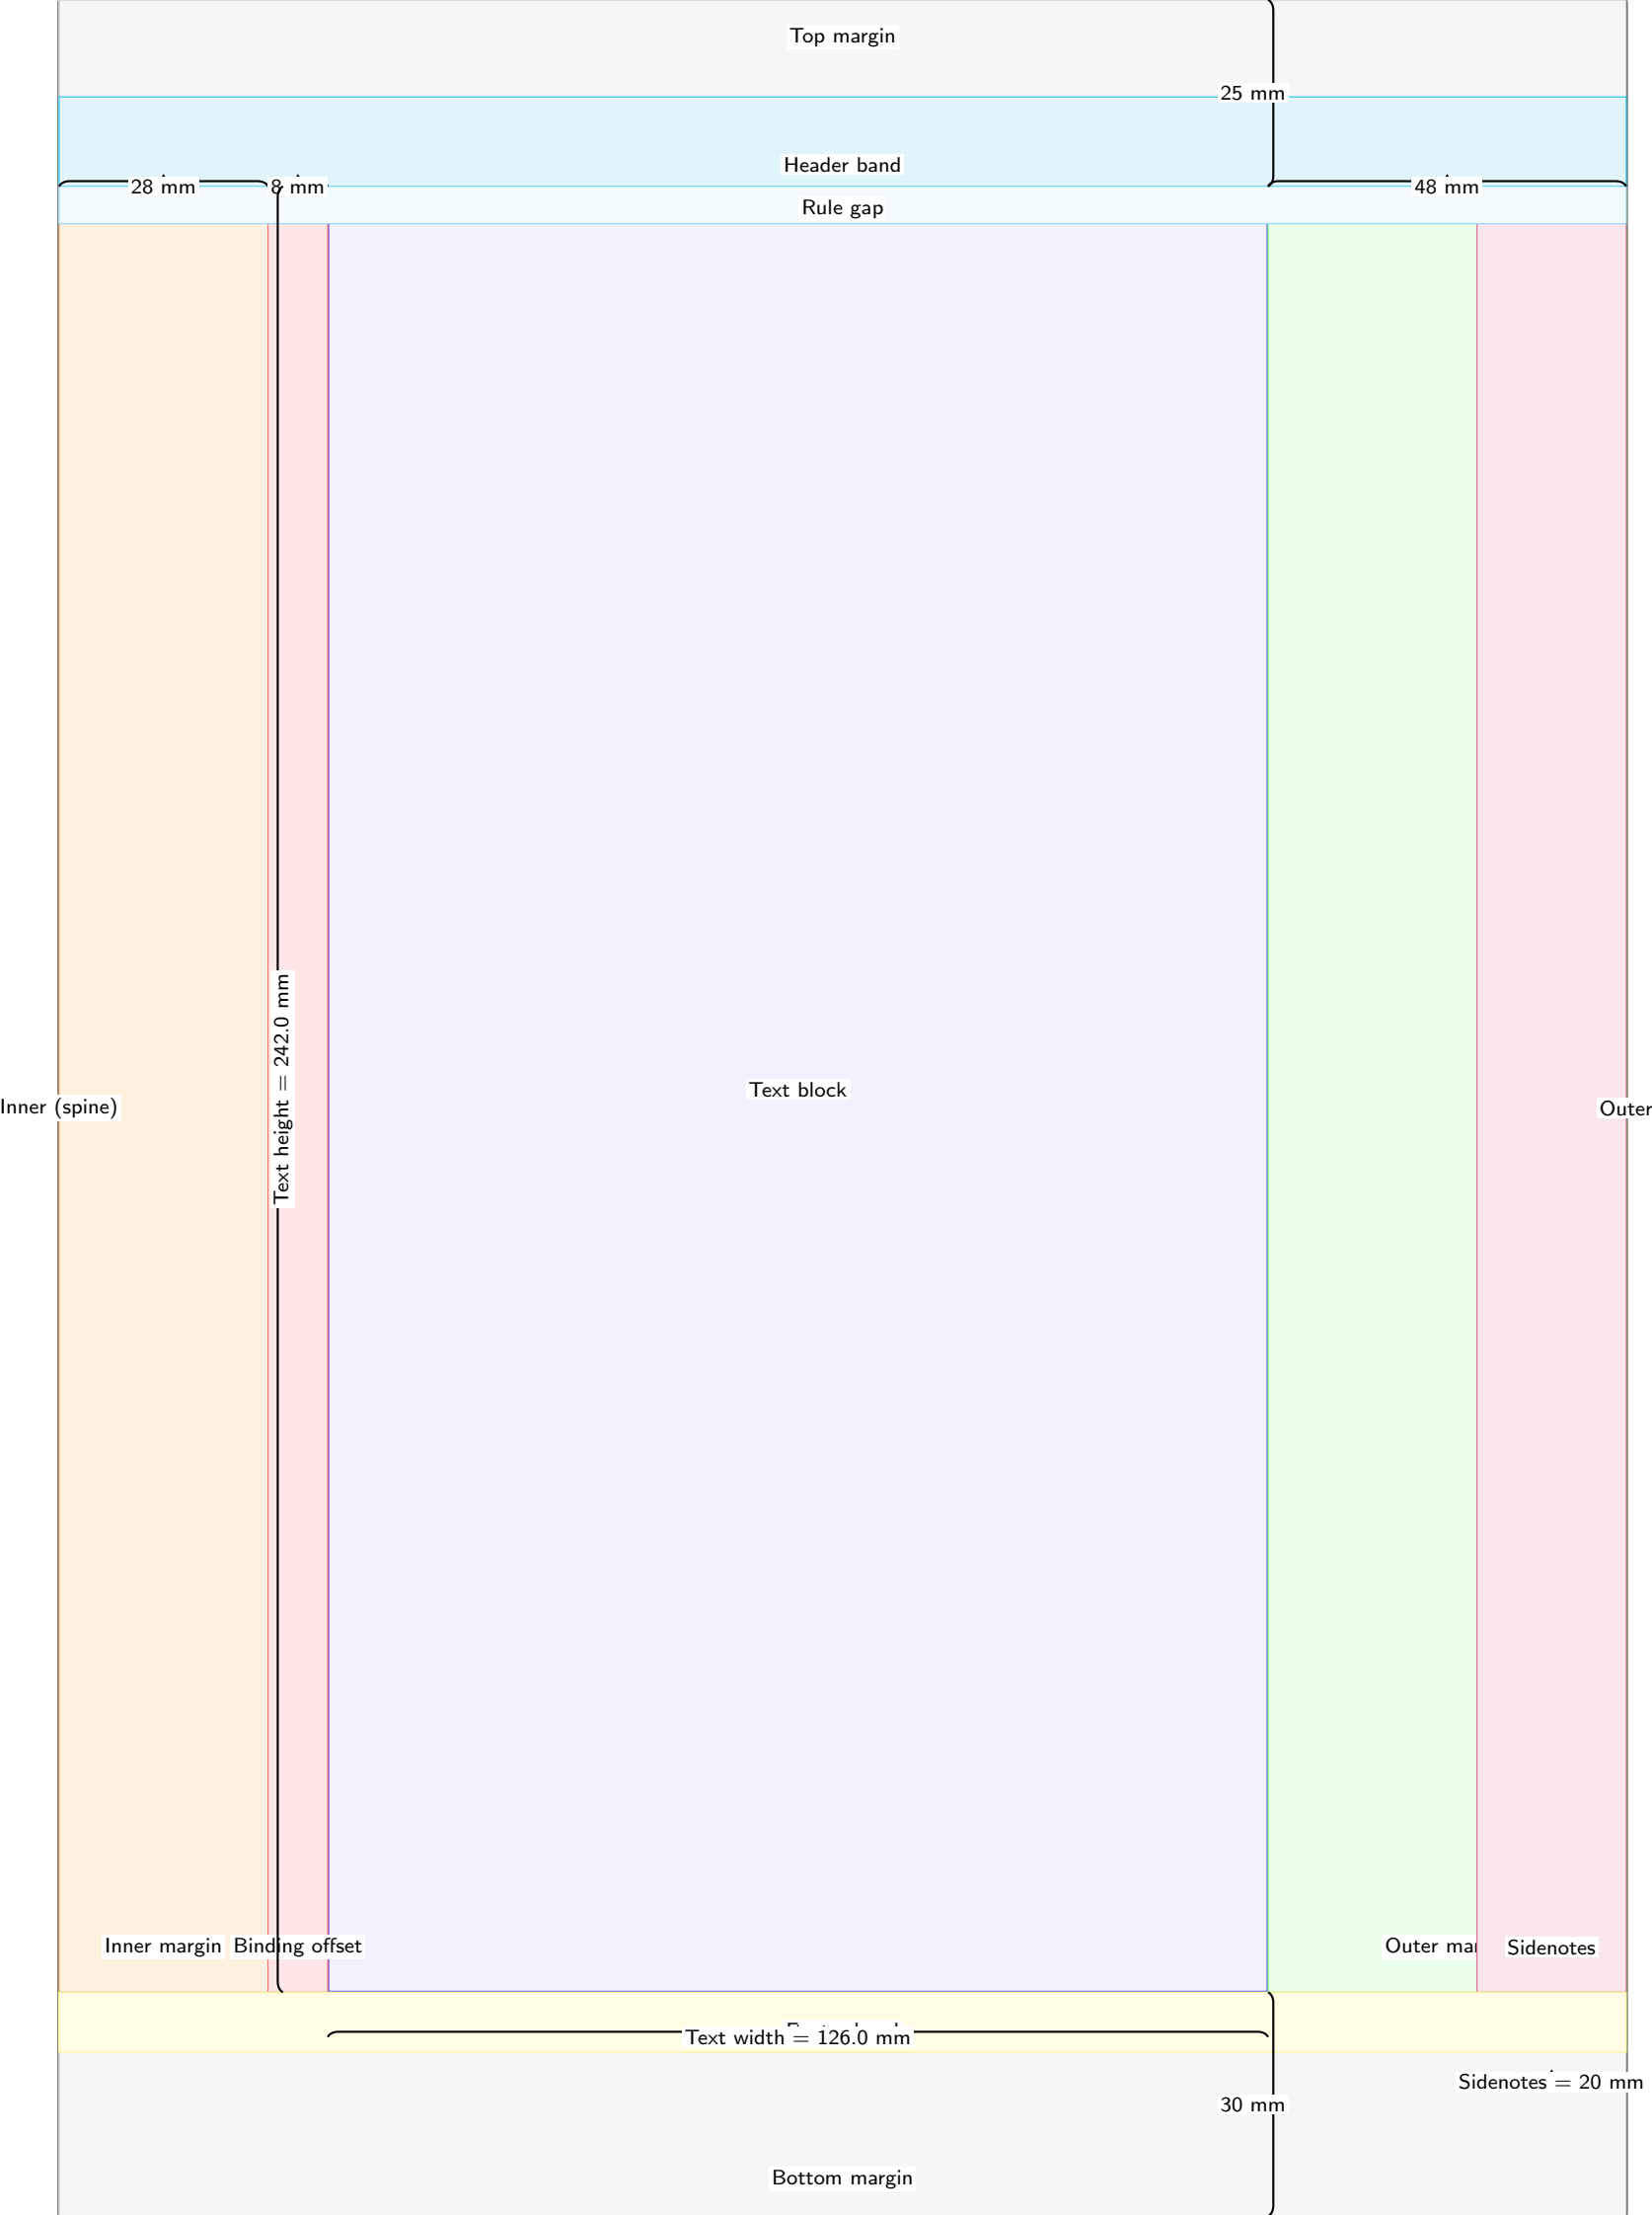 Top margin
25 mm
Header band
28 mm
8 mm
48 mm
Rule gap
Text height = 242.0 mm
Text block
Inner (spine)
Outer
Inner margin
Binding offset
Outer mar
Sidenotes
Text width = 126.0 mm
Sidenotes = 20 mm
30 mm
Bottom margin